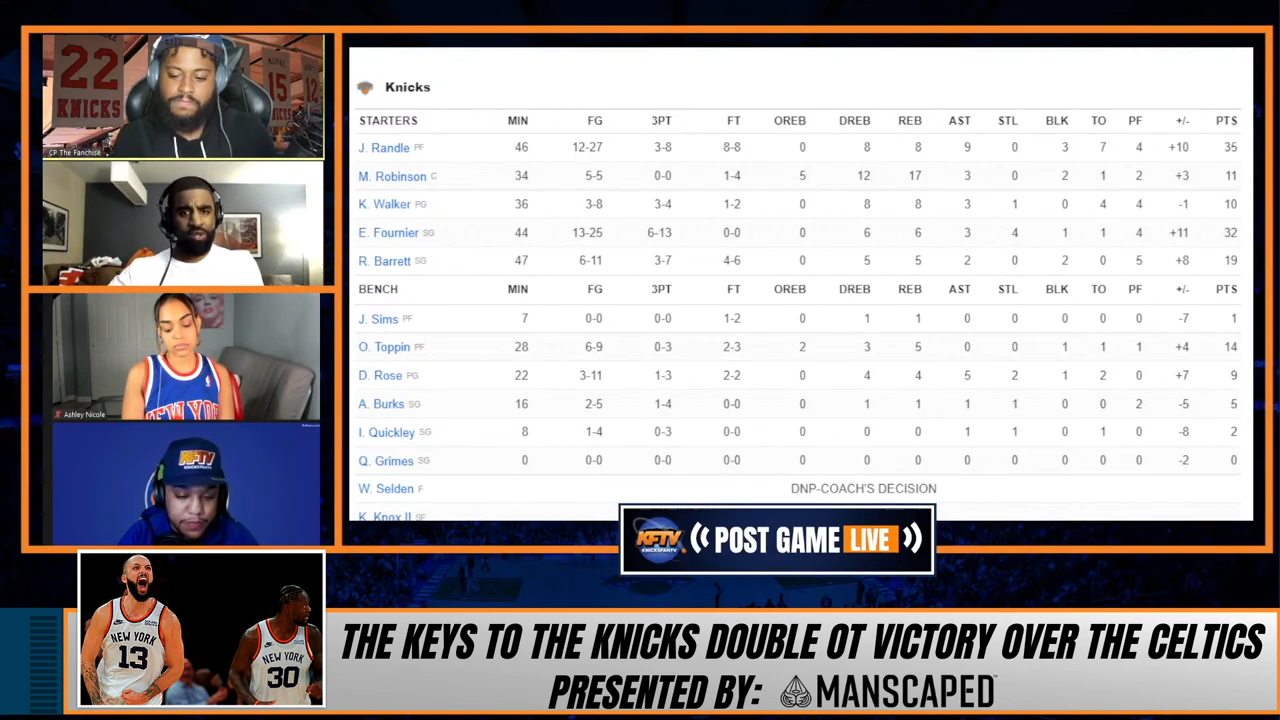 22
KNICKS
15
KNICKS
12
CP The Fanchise
Ashley Nicole
NEW YO
KFTV
Knicks
STARTERS MIN FG 3PT FT OREB DREB REB AST STL BLK TO PF +/- PTS
J. Randle PF 46 12-27 3-8 8-8 0 8 8 9 0 3 7 4 +10 35
M. Robinson C 34 5-5 0-0 1-4 5 12 17 3 0 2 1 2 +3 11
K. Walker PG 36 3-8 3-4 1-2 0 8 8 3 1 0 4 4 -1 10
E. Fournier SG 44 13-25 6-13 0-0 0 6 6 3 4 1 1 4 +11 32
R. Barrett SG 47 6-11 3-7 4-6 0 5 5 2 0 2 0 5 +8 19
BENCH MIN FG 3PT FT OREB DREB REB AST STL BLK TO PF +/- PTS
J. Sims PF 7 0-0 0-0 1-2 0 1 1 0 0 0 0 0 -7 1
O. Toppin PF 28 6-9 0-3 2-3 2 3 5 0 0 1 1 1 +4 14
D. Rose PG 22 3-11 1-3 2-2 0 4 4 5 2 1 2 0 +7 9
A. Burks SG 16 2-5 1-4 0-0 0 1 1 1 1 0 0 2 -5 5
I. Quickley SG 8 1-4 0-3 0-0 0 0 0 1 1 0 1 0 -8 2
Q. Grimes SG 0 0-0 0-0 0-0 0 0 0 0 0 0 0 0 -2 0
W. Selden F DNP-COACH'S DECISION
K. Knox II SF
KFTV
KNICKSFANTV
POST GAME LIVE
NEW YORK
13
NEW YORK
30
THE KEYS TO THE KNICKS DOUBLE OT VICTORY OVER THE CELTICS
PRESENTED BY: MANSCAPED